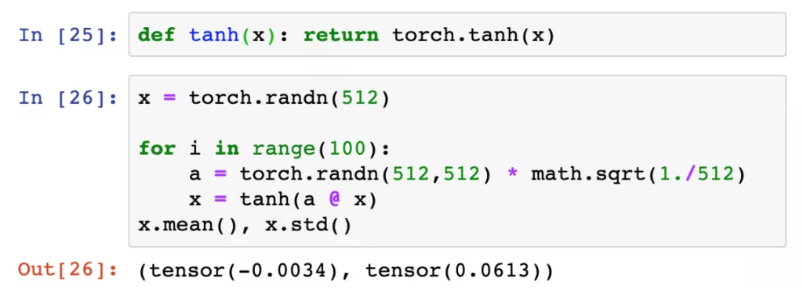 In [25]: def tanh(x): return torch.tanh(x)
In [26]: x = torch.randn(512)
for i in range(100):
    a = torch.randn(512,512) * math.sqrt(1./512)
    x = tanh(a @ x)
x.mean(), x.std()
Out[26]: (tensor(-0.0034), tensor(0.0613))